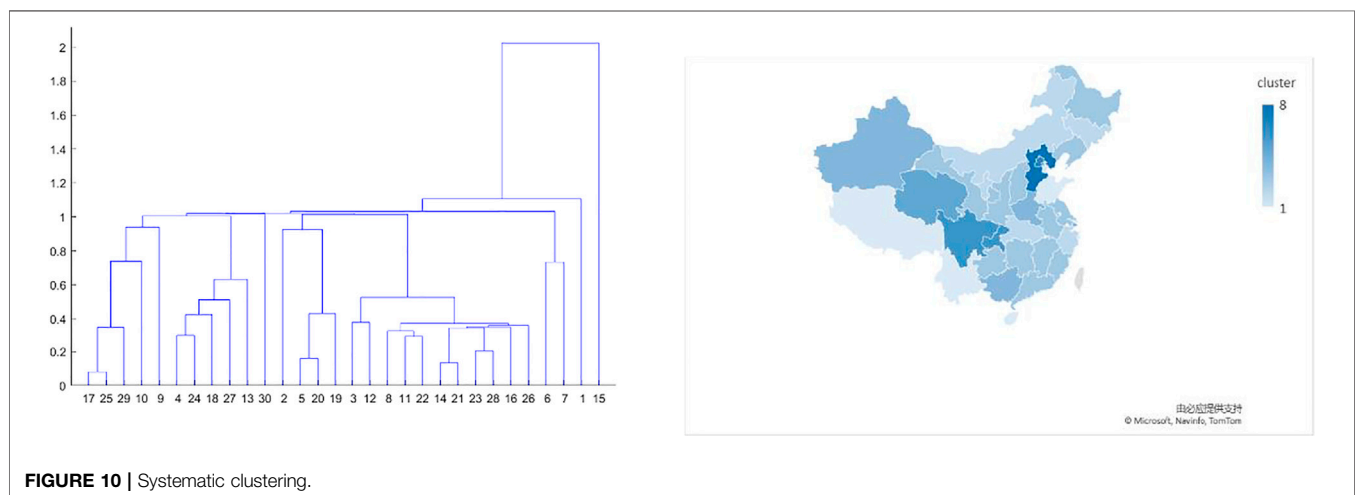 2
1.8
1.6
1.4
1.2
1
0.8
0.6
0.4
0.2
0
17 25 29 10 9 4 24 18 27 13 30 2 5 20 19 3 12 8 11 22 14 21 23 28 16 26 6 7 1 15
cluster
8
1
由必应提供支持
© Microsoft, Navinfo, TomTom
FIGURE 10 | Systematic clustering.